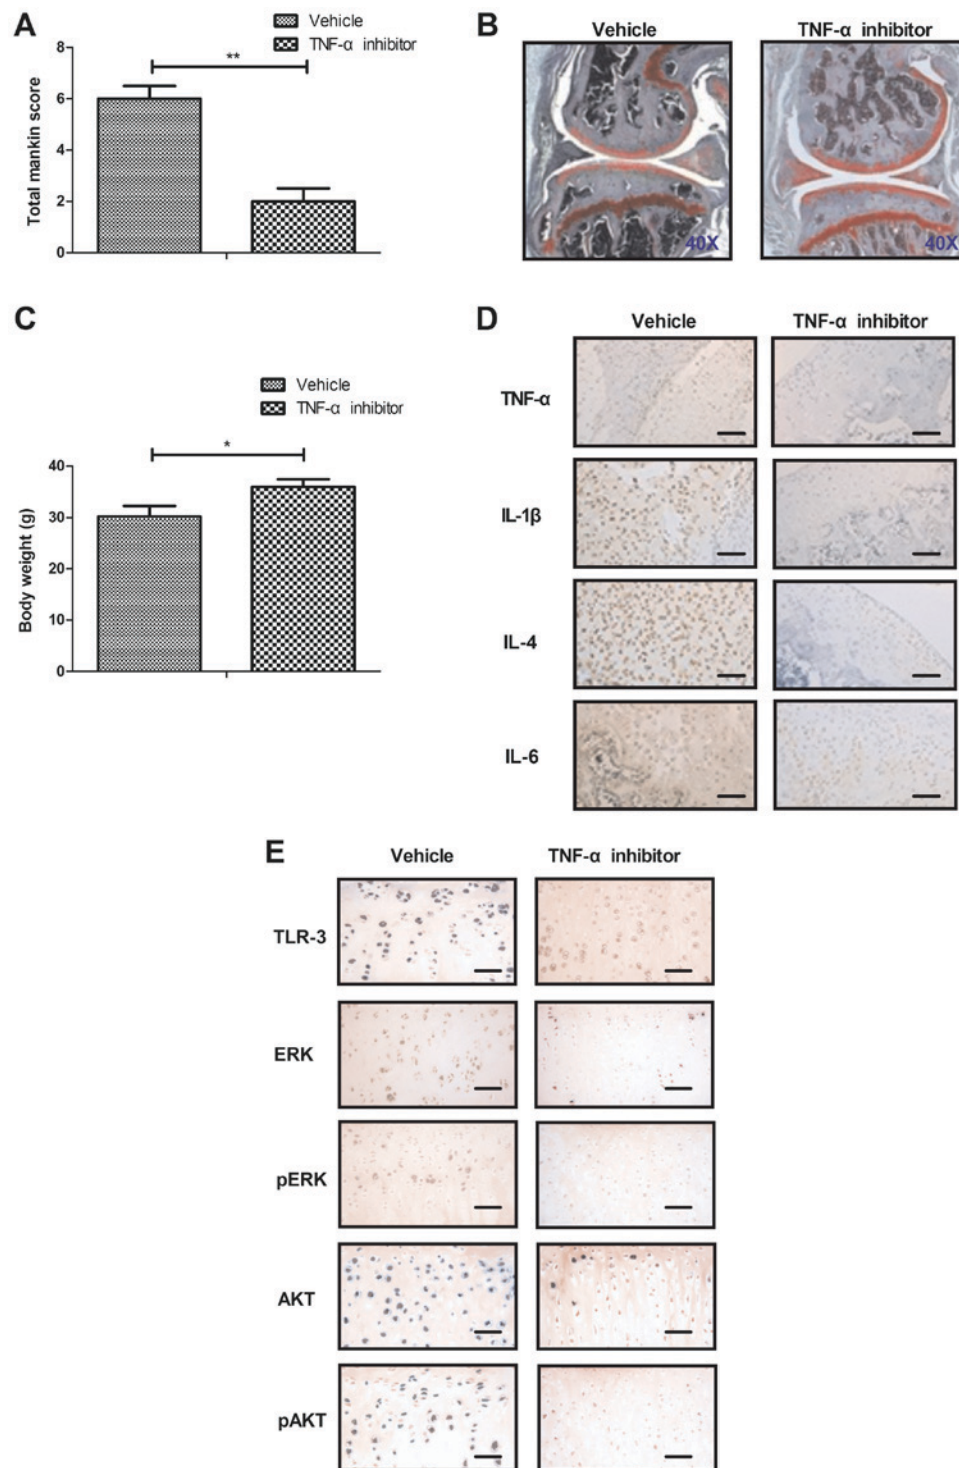 A
Vehicle
TNF-α inhibitor
**
Total mankin score
8
6
4
2
0
B
Vehicle
TNF-α inhibitor
40X
40X
C
Vehicle
TNF-α inhibitor
*
Body weight (g)
40
30
20
10
0
D
Vehicle
TNF-α inhibitor
TNF-α
IL-1β
IL-4
IL-6
E
Vehicle
TNF-α inhibitor
TLR-3
ERK
pERK
AKT
pAKT